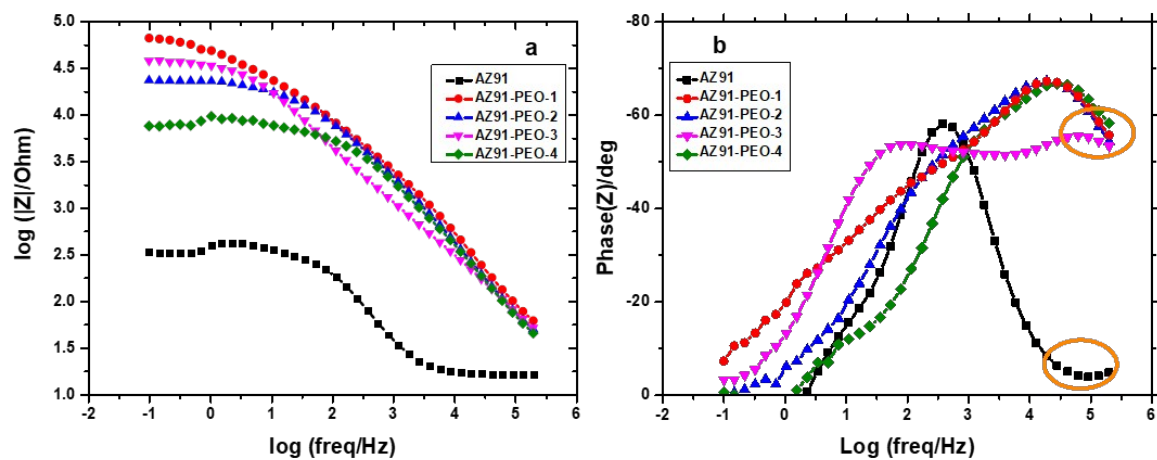 a
AZ91
AZ91-PEO-1
AZ91-PEO-2
AZ91-PEO-3
AZ91-PEO-4
log (|Z|/Ohm)
5.0
4.5
4.0
3.5
3.0
2.5
2.0
1.5
1.0
-2 -1 0 1 2 3 4 5 6
log (freq/Hz)
b
AZ91
AZ91-PEO-1
AZ91-PEO-2
AZ91-PEO-3
AZ91-PEO-4
Phase(Z)/deg
-80
-60
-40
-20
0
-2 -1 0 1 2 3 4 5 6
Log (freq/Hz)